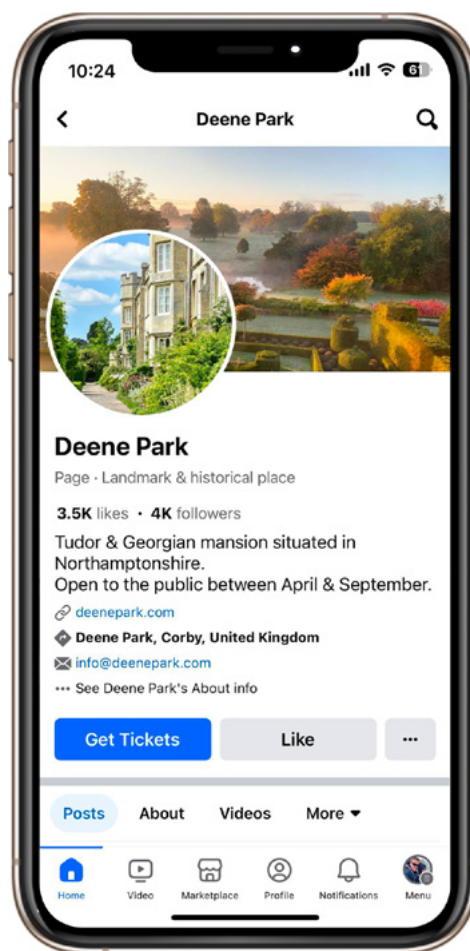 10:24
61
Deene Park
Deene Park
Page · Landmark & historical place
3.5K likes • 4K followers
Tudor & Georgian mansion situated in
Northamptonshire.
Open to the public between April & September.
deenepark.com
Deene Park, Corby, United Kingdom
info@deenepark.com
••• See Deene Park's About info
Get Tickets Like •••
Posts About Videos More
Home Video Marketplace Profile Notifications Menu